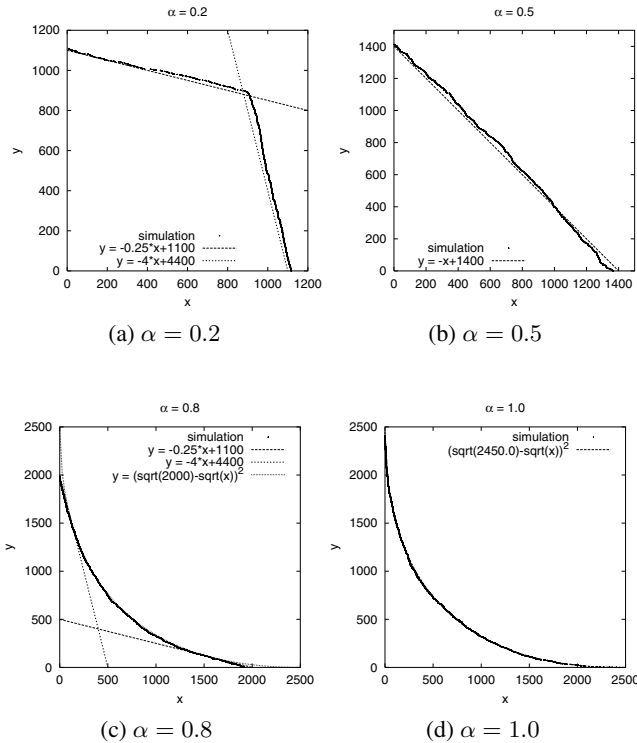 α = 0.2
1200
1000
800
600
400
200
0
y
simulation
y = -0.25*x+1100
y = -4*x+4400
0 200 400 600 800 1000 1200
x
(a) α = 0.2
α = 0.5
1400
1200
1000
800
600
400
200
0
y
simulation
y = -x+1400
0 200 400 600 800 1000 1200 1400
x
(b) α = 0.5
α = 0.8
2500
2000
1500
1000
500
0
y
simulation
y = -0.25*x+1100
y = -4*x+4400
y = (sqrt(2000)-sqrt(x))²
0 500 1000 1500 2000 2500
x
(c) α = 0.8
α = 1.0
2500
2000
1500
1000
500
0
y
simulation
(sqrt(2450.0)-sqrt(x))²
0 500 1000 1500 2000 2500
x
(d) α = 1.0